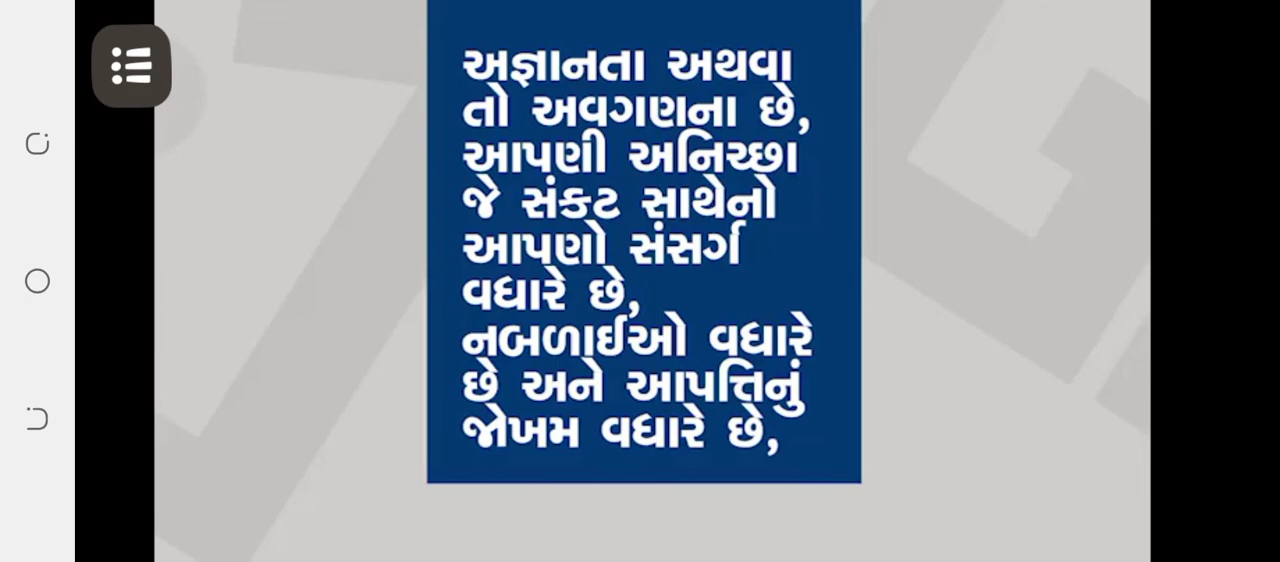 અજ્ઞાનતા અથવા
તો અવગણના છે,
આપણી અનિચ્છા
જે સંકટ સાથેનો
આપણો સંસર્ગ
વધારે છે,
નબળાઈઓ વધારે
છે અને આપત્તિનું
જોખમ વધારે છે,